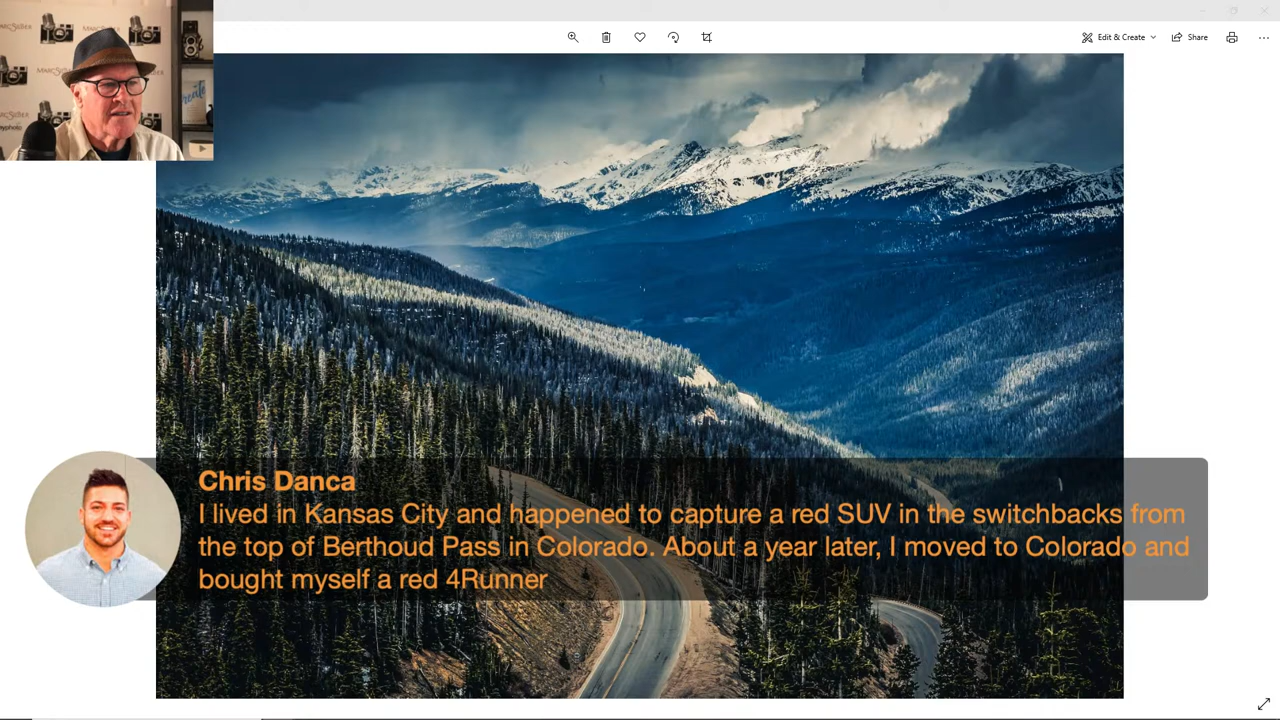 Edit & Create
Share
Chris Danca
I lived in Kansas City and happened to capture a red SUV in the switchbacks from
the top of Berthoud Pass in Colorado. About a year later, I moved to Colorado and
bought myself a red 4Runner